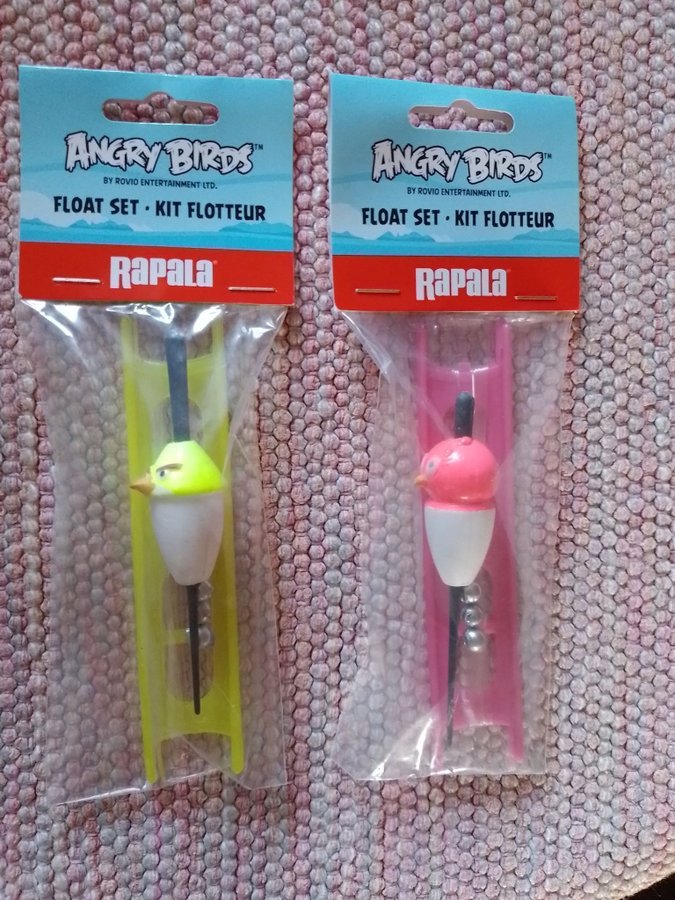 ANGRY BIRDS™
BY ROVIO ENTERTAINMENT LTD.
FLOAT SET · KIT FLOTTEUR
RAPALA®
ANGRY BIRDS™
BY ROVIO ENTERTAINMENT LTD.
FLOAT SET · KIT FLOTTEUR
RAPALA®